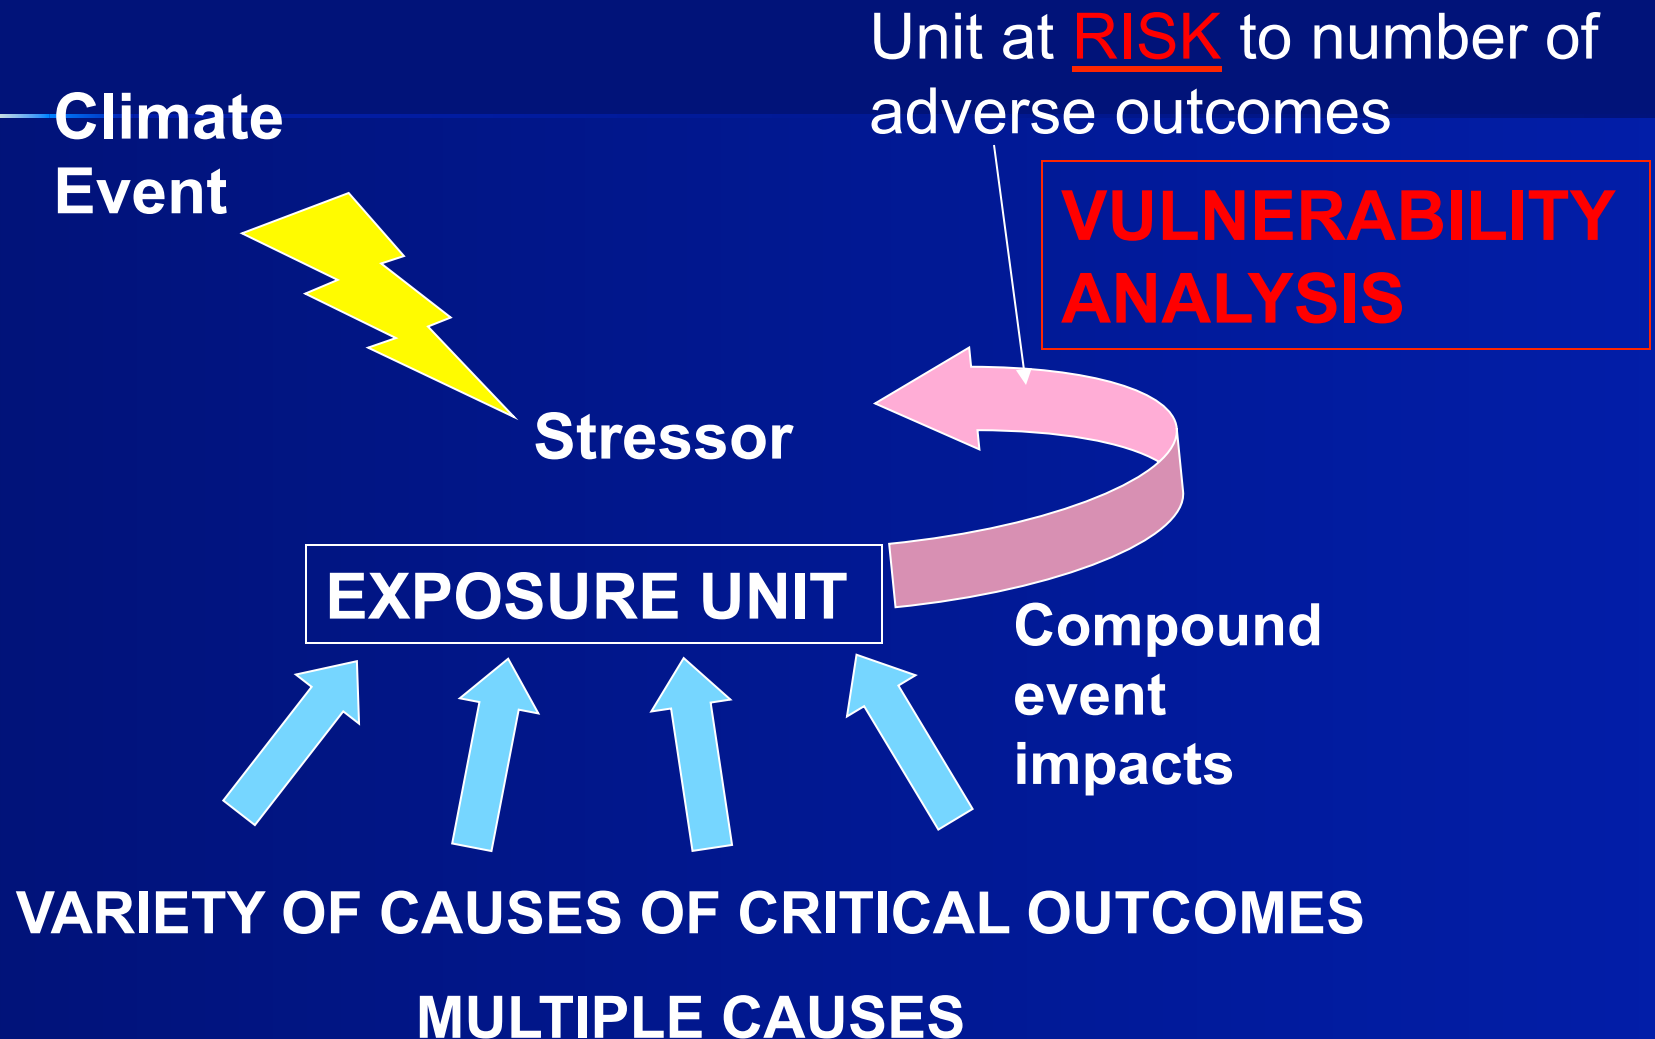 Unit at RISK to number of
adverse outcomes
Climate
Event
VULNERABILITY
ANALYSIS
Stressor
EXPOSURE UNIT
Compound
event
impacts
VARIETY OF CAUSES OF CRITICAL OUTCOMES
MULTIPLE CAUSES